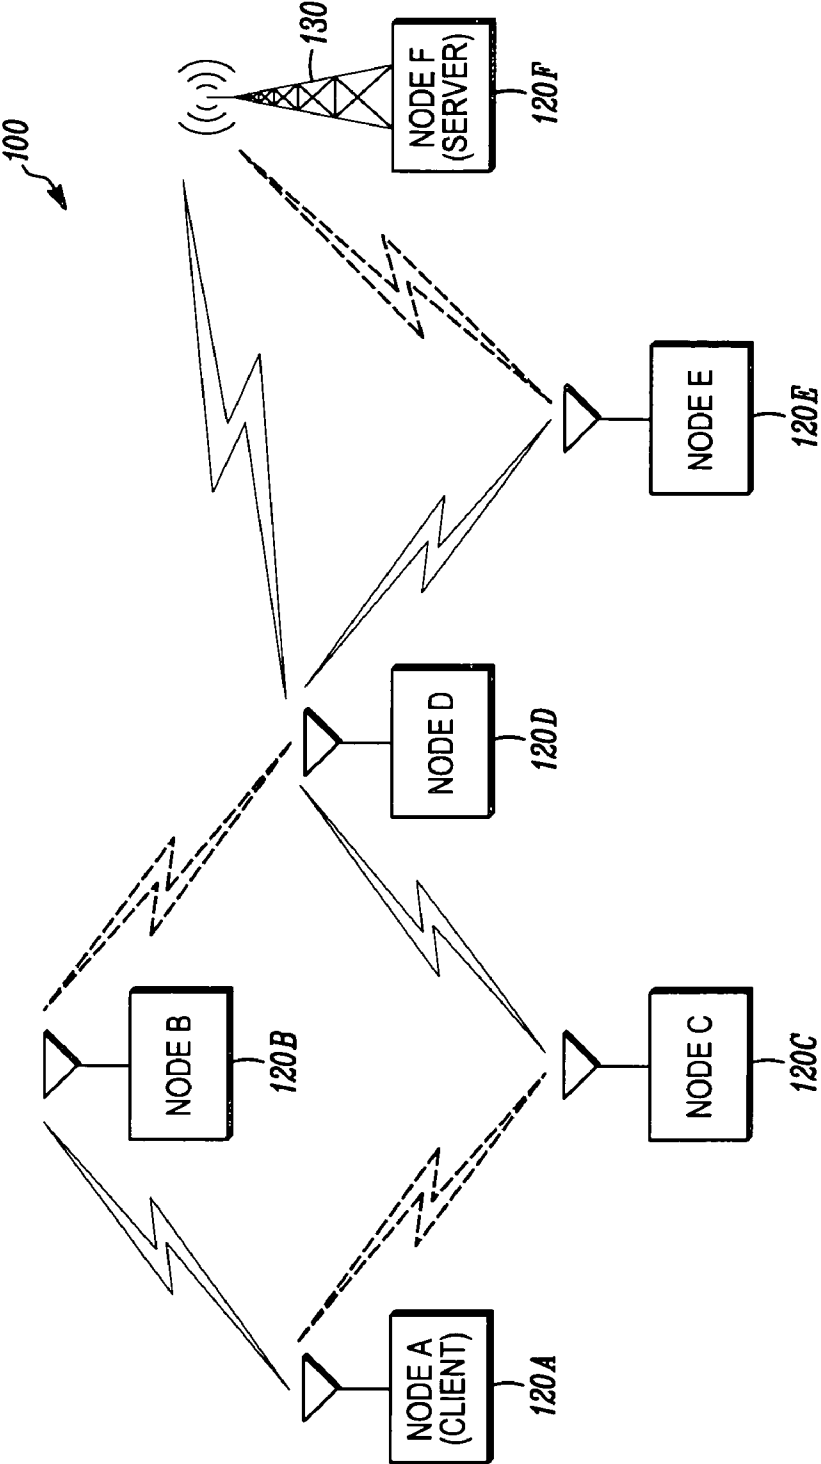 100
130
NODE F
(SERVER)
120F
NODE E
120E
NODE D
120D
NODE B
120B
NODE C
120C
NODE A
(CLIENT)
120A